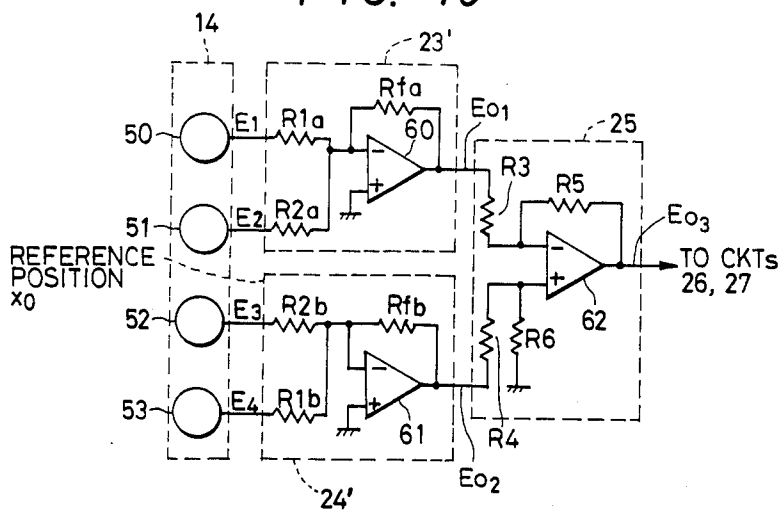 FIG. 10
14
23'
50
E1
R1a
Rfa
60
Eo1
25
51
E2
R2a
R3
R5
Eo3
TO CKTs
26, 27
REFERENCE
POSITION
x0
52
E3
R2b
Rfb
62
R6
53
E4
R1b
61
R4
24'
Eo2